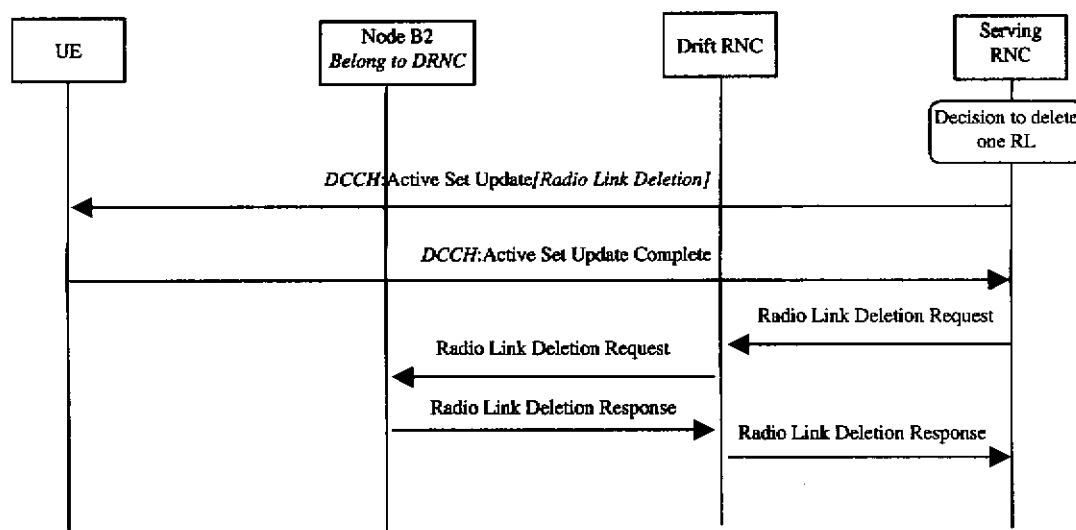 UE
Node B2
Belong to DRNC
Drift RNC
Serving
RNC
Decision to delete
one RL
DCCH:Active Set Update[Radio Link Deletion]
DCCH:Active Set Update Complete
Radio Link Deletion Request
Radio Link Deletion Request
Radio Link Deletion Response
Radio Link Deletion Response